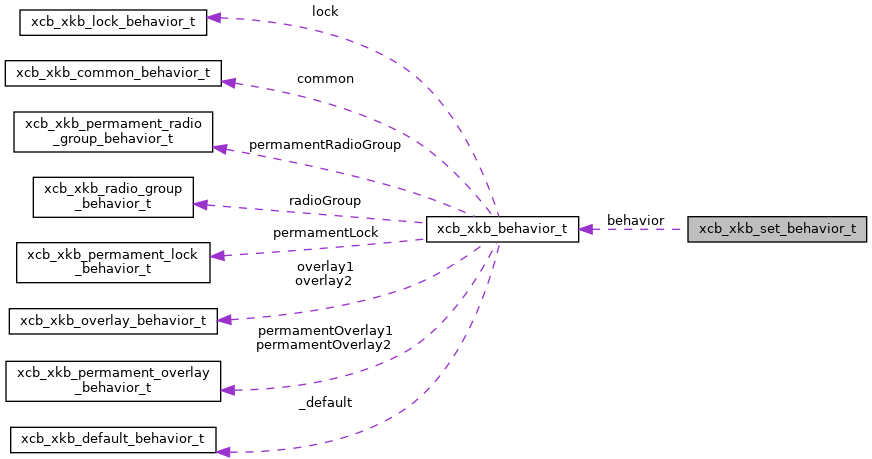 lock
xcb_xkb_lock_behavior_t
common
xcb_xkb_common_behavior_t
xcb_xkb_permament_radio
_group_behavior_t
permamentRadioGroup
xcb_xkb_radio_group
_behavior_t
radioGroup
permamentLock
xcb_xkb_permament_lock
_behavior_t
overlay1
overlay2
xcb_xkb_overlay_behavior_t
permamentOverlay1
permamentOverlay2
xcb_xkb_permament_overlay
_behavior_t
_default
xcb_xkb_default_behavior_t
xcb_xkb_behavior_t
behavior
xcb_xkb_set_behavior_t